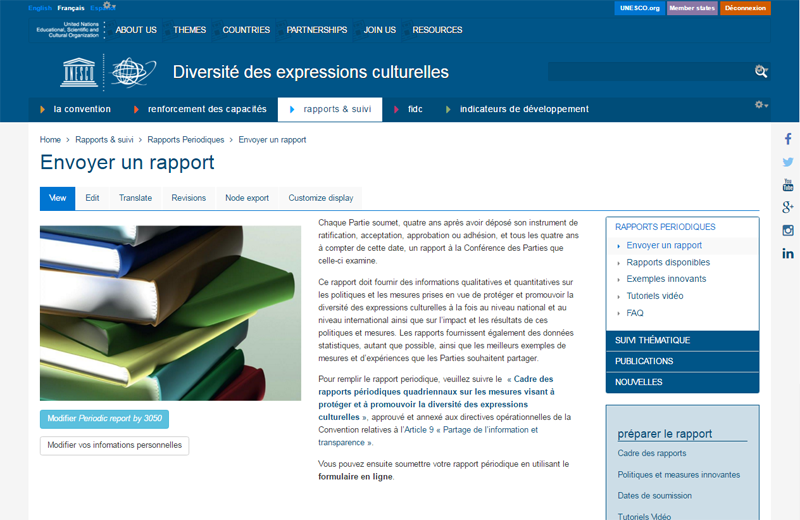 English Français Español
UNESCO.org Member states Déconnexion
United Nations
Educational, Scientific and
Cultural Organization
ABOUT US THEMES COUNTRIES PARTNERSHIPS JOIN US RESOURCES
Diversité des expressions culturelles
la convention renforcement des capacités rapports & suivi fidc indicateurs de développement
Home › Rapports & suivi › Rapports Periodiques › Envoyer un rapport
Envoyer un rapport
View Edit Translate Revisions Node export Customize display
Modifier Periodic report by 3050
Modifier vos infomations personnelles
Chaque Partie soumet, quatre ans après avoir déposé son instrument de
ratification, acceptation, approbation ou adhésion, et tous les quatre ans
à compter de cette date, un rapport à la Conférence des Parties que
celle-ci examine.
Ce rapport doit fournir des informations qualitatives et quantitatives sur
les politiques et les mesures prises en vue de protéger et promouvoir la
diversité des expressions culturelles à la fois au niveau national et au
niveau international ainsi que sur l'impact et les résultats de ces
politiques et mesures. Les rapports fournissent également des données
statistiques, autant que possible, ainsi que les meilleurs exemples de
mesures et d'expériences que les Parties souhaitent partager.
Pour remplir le rapport periodique, veuillez suivre le « Cadre des
rapports périodiques quadriennaux sur les mesures visant à
protéger et à promouvoir la diversité des expressions
culturelles », approuvé et annexé aux directives opérationnelles de la
Convention relatives à l'Article 9 « Partage de l'information et
transparence ».
Vous pouvez ensuite soumettre votre rapport périodique en utilisant le
formulaire en ligne.
RAPPORTS PERIODIQUES
Envoyer un rapport
Rapports disponibles
Exemples innovants
Tutoriels vidéo
FAQ
SUIVI THÉMATIQUE
PUBLICATIONS
NOUVELLES
préparer le rapport
Cadre des rapports
Politiques et mesures innovantes
Dates de soumission
Tutoriels Vidéo